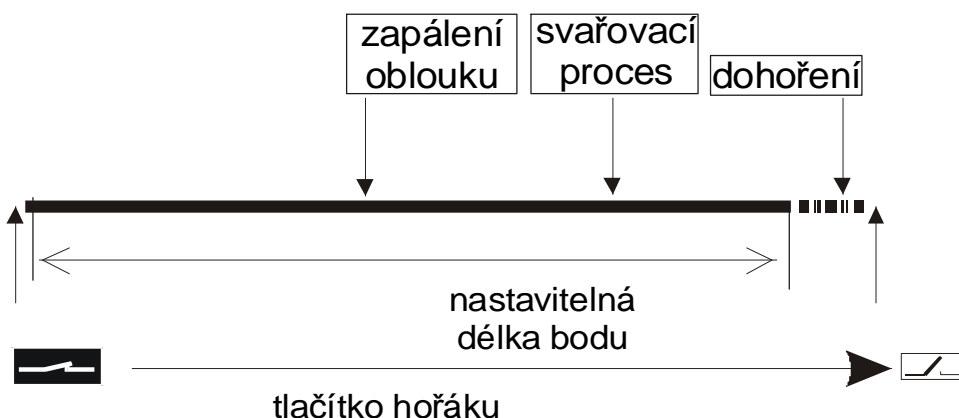 zapálení
oblouku
svařovací
proces
dohoření
nastavitelná
délka bodu
tlačítko hořáku